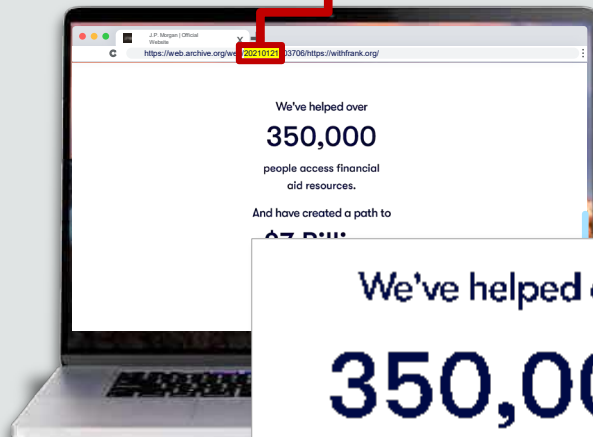 J.P. Morgan | Official
Website
https://web.archive.org/web/20210121 03706/https://withfrank.org/
We've helped over
350,000
people access financial
aid resources.
And have created a path to
We've helped
350,0